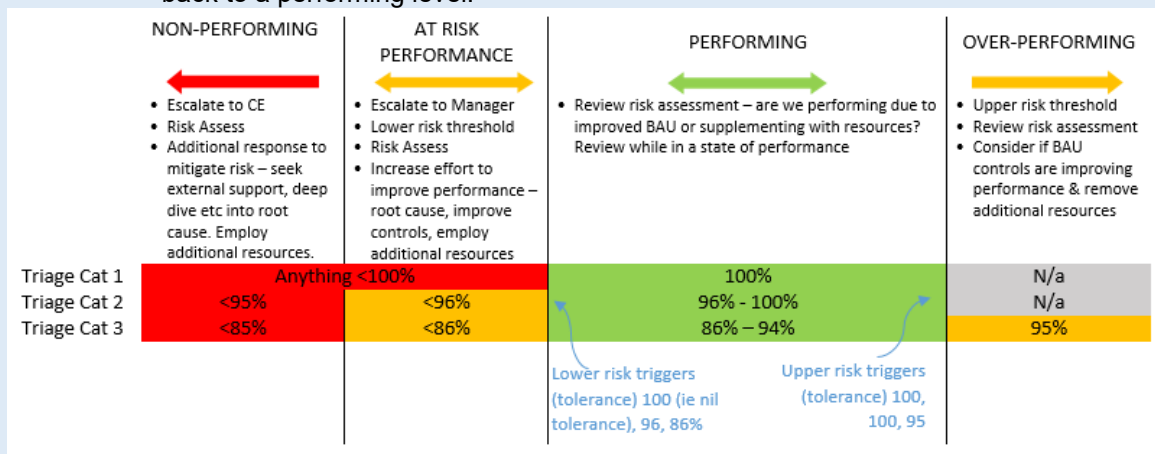 back to a performing level.
NON-PERFORMING
AT RISK
PERFORMANCE
PERFORMING
OVER-PERFORMING
• Escalate to CE
• Risk Assess
• Additional response to
mitigate risk – seek
external support, deep
dive etc into root
cause. Employ
additional resources.
• Escalate to Manager
• Lower risk threshold
• Risk Assess
• Increase effort to
improve performance –
root cause, improve
controls, employ
additional resources
• Review risk assessment – are we performing due to
improved BAU or supplementing with resources?
Review while in a state of performance
• Upper risk threshold
• Review risk assessment
• Consider if BAU
controls are improving
performance & remove
additional resources
Triage Cat 1 Anything <100% 100% N/a
Triage Cat 2 <95% <96% 96% - 100% N/a
Triage Cat 3 <85% <86% 86% – 94% 95%
Lower risk triggers
(tolerance) 100 (ie nil
tolerance), 96, 86%
Upper risk triggers
(tolerance) 100,
100, 95